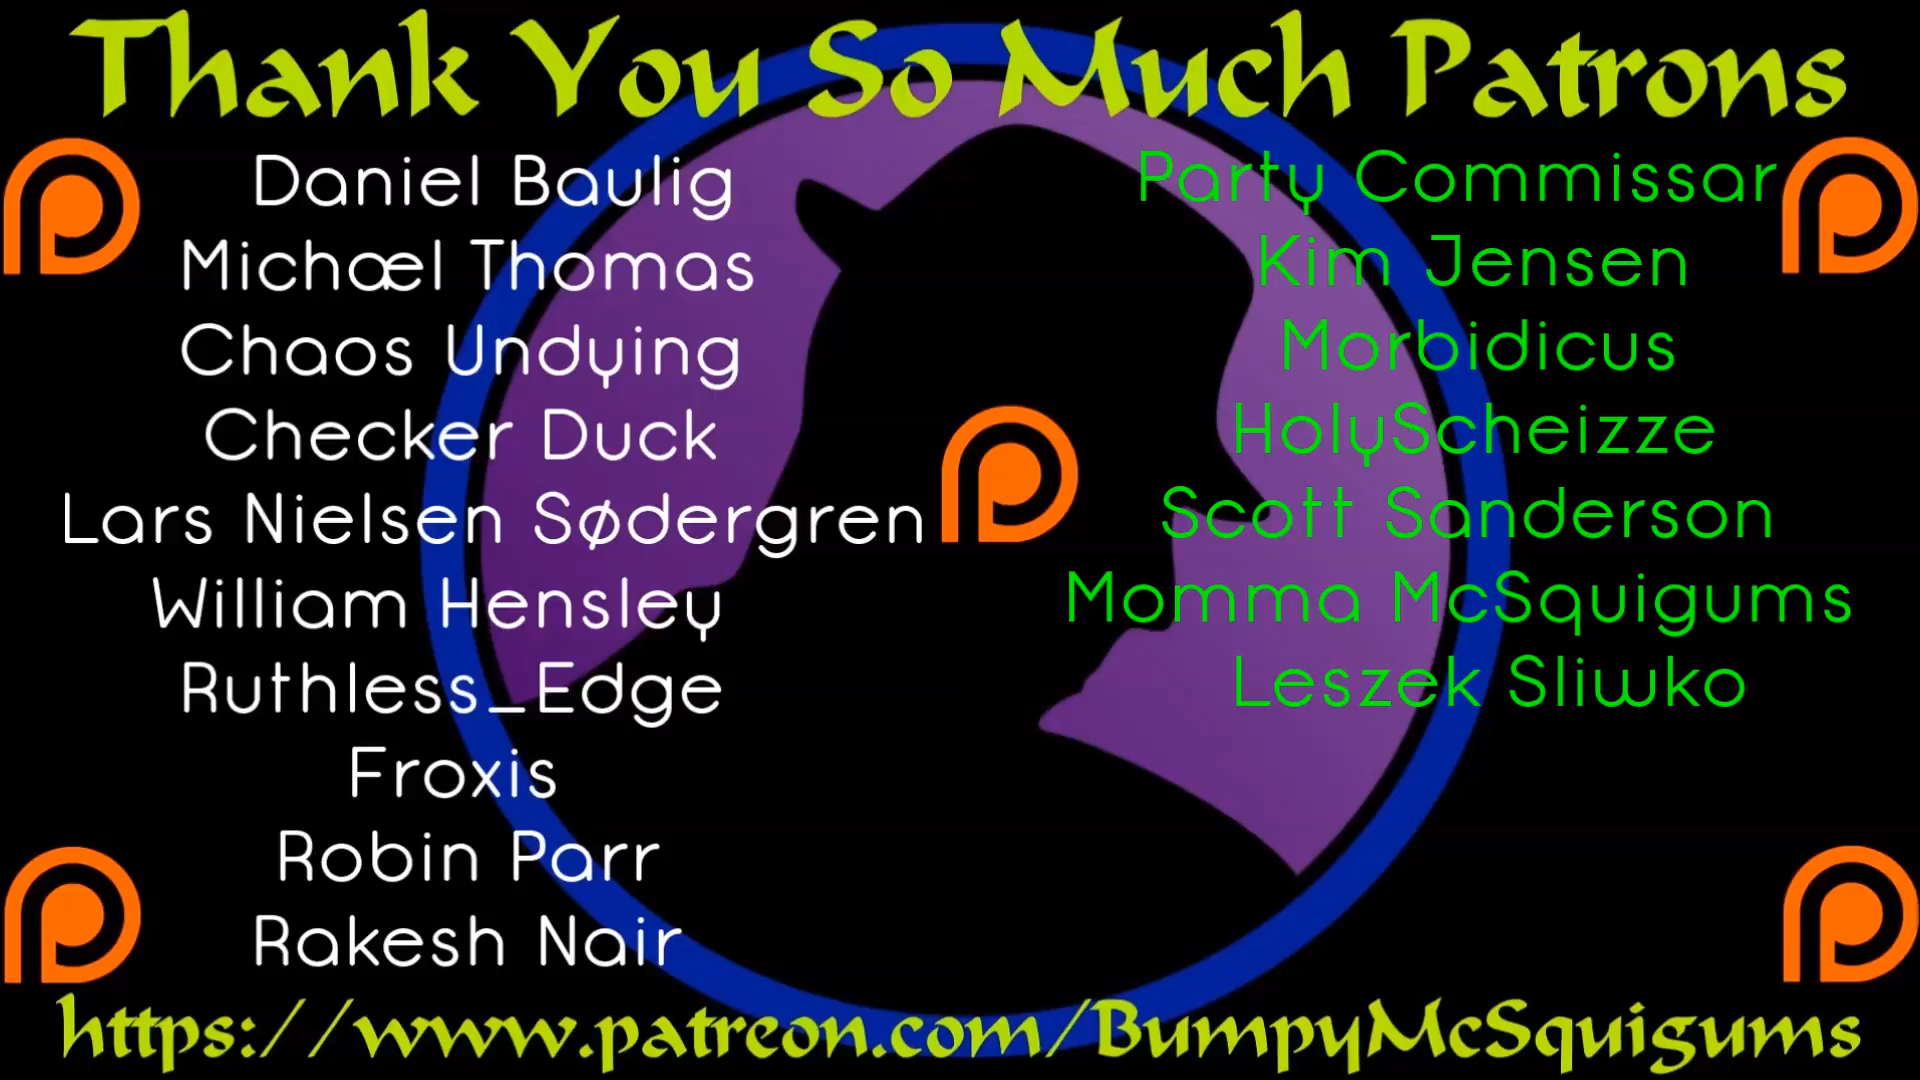 Thank You So Much Patrons
Daniel Baulig
Michæl Thomas
Chaos Undying
Checker Duck
Lars Nielsen Sødergren
William Hensley
Ruthless_Edge
Froxis
Robin Parr
Rakesh Nair
Party Commissar
Kim Jensen
Morbidicus
HolyScheizze
Scott Sanderson
Momma McSquigums
Leszek Sliwko
https://www.patreon.com/BumpyMcSquigums